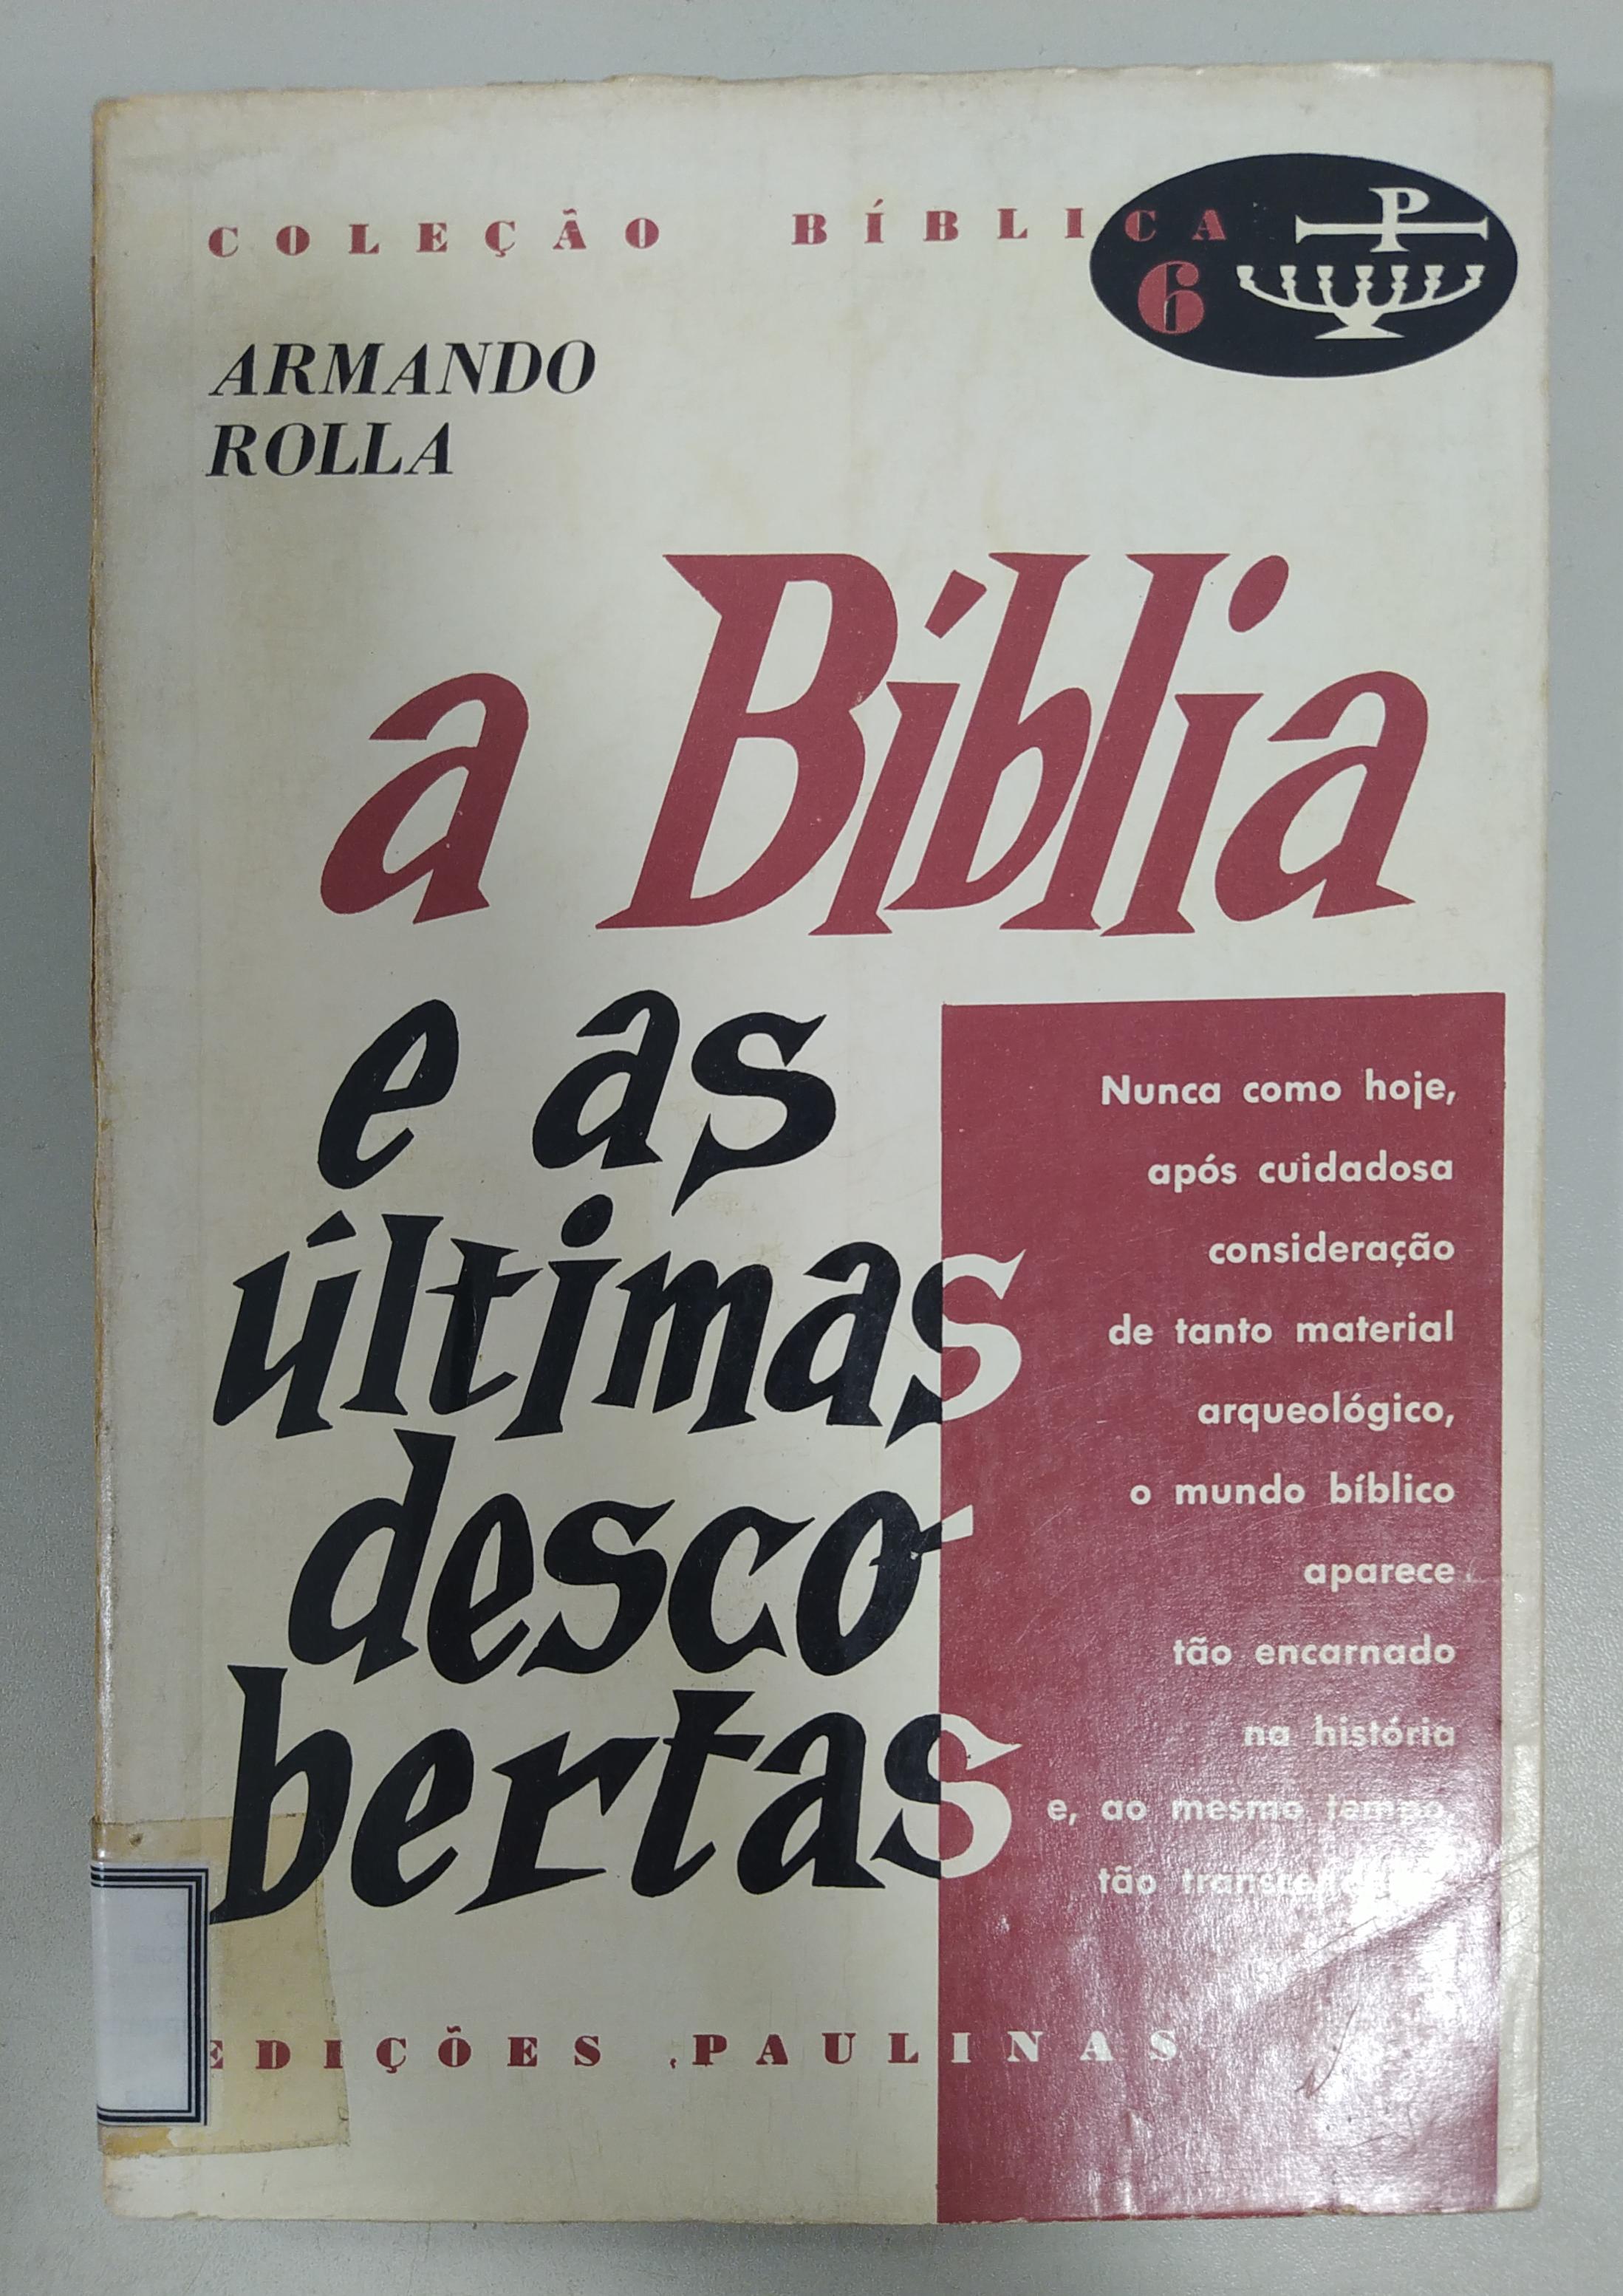 COLEÇÃO BÍBLICA
6
P
ARMANDO
ROLLA
a Bíblia
e as
últimas
desco-
bertas
Nunca como hoje,
após cuidadosa
consideração
de tanto material
arqueológico,
o mundo bíblico
aparece
tão encarnado
na história
e, ao mesmo tempo,
tão
EDIÇÕES PAULINAS